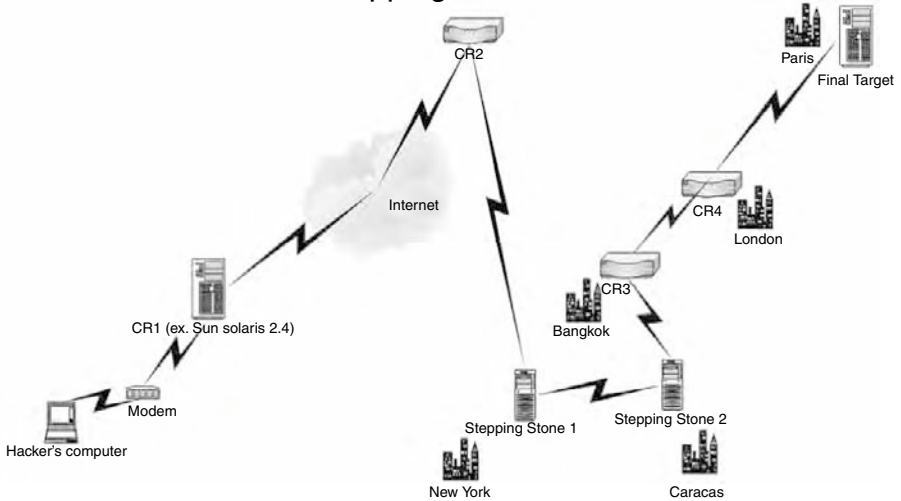 CR2
Paris
Final Target
Internet
CR4
London
CR3
CR1 (ex. Sun solaris 2.4)
Bangkok
Modem
Stepping Stone 1
Stepping Stone 2
Hacker's computer
New York
Caracas